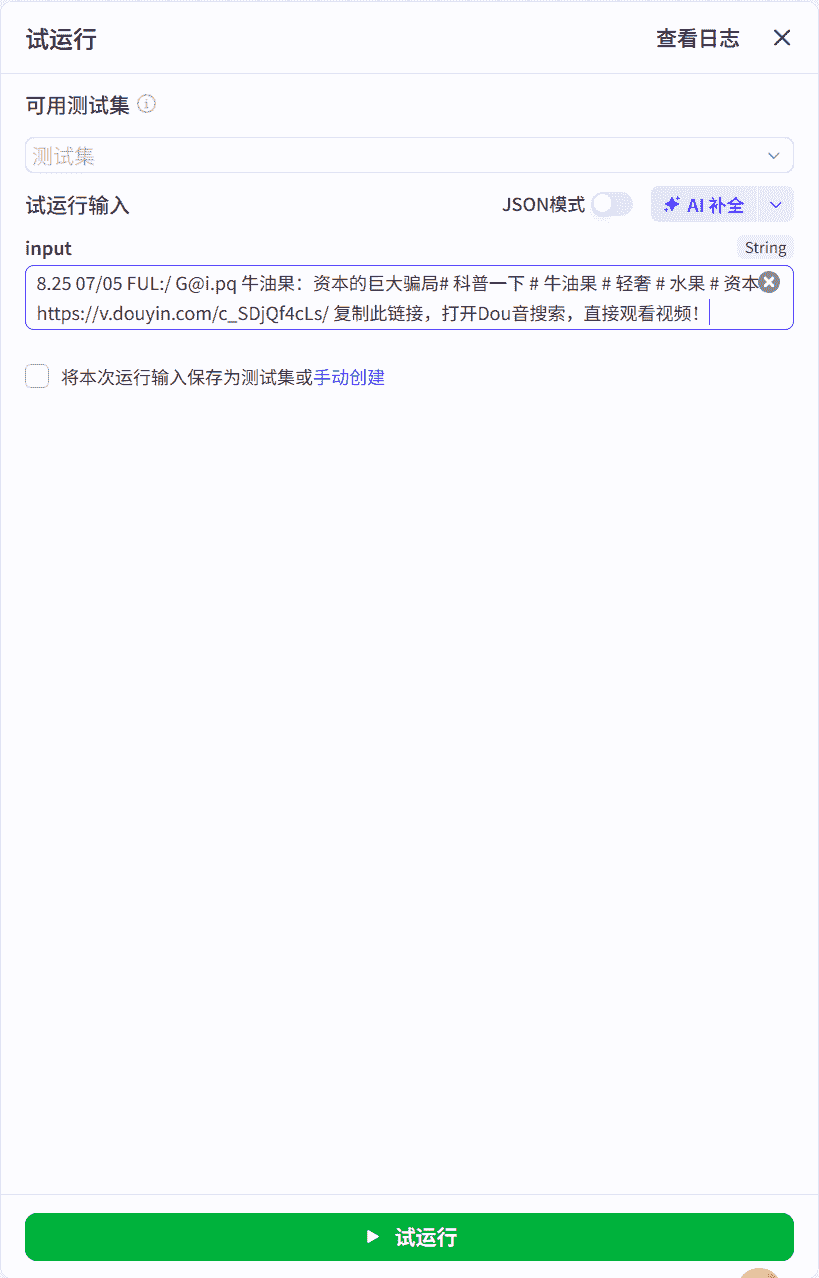 试运行
查看日志
可用测试集
测试集
试运行输入
JSON模式
AI 补全
input
String
8.25 07/05 FUL:/ G@i.pq 牛油果：资本的巨大骗局# 科普一下 # 牛油果 # 轻奢 # 水果 # 资本
https://v.douyin.com/c_SDjQf4cLs/ 复制此链接，打开Dou音搜索，直接观看视频！
将本次运行输入保存为测试集或手动创建
试运行